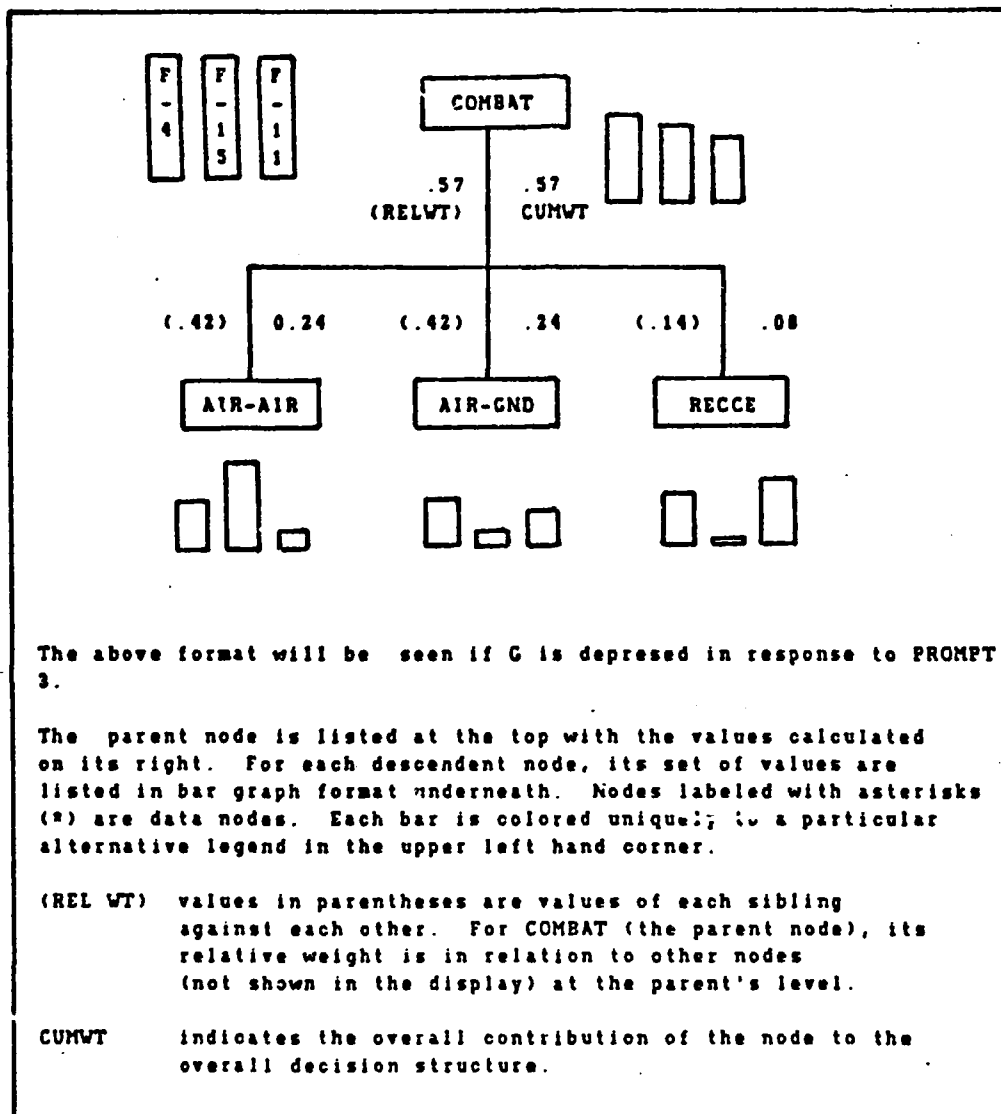 F-4 F-15 F-11
COMBAT
.57 .57
(RELWT) CUMWT
(.42) 0.24 (.42) .24 (.14) .08
AIR-AIR AIR-GND RECCE
The above format will be seen if G is depresed in response to PROMPT
3.
The parent node is listed at the top with the values calculated
on its right. For each descendent node, its set of values are
listed in bar graph format underneath. Nodes labeled with asterisks
(*) are data nodes. Each bar is colored uniquely to a particular
alternative legend in the upper left hand corner.
(REL WT) values in parentheses are values of each sibling
against each other. For COMBAT (the parent node), its
relative weight is in relation to other nodes
(not shown in the display) at the parent's level.
CUMWT indicates the overall contribution of the node to the
overall decision structure.